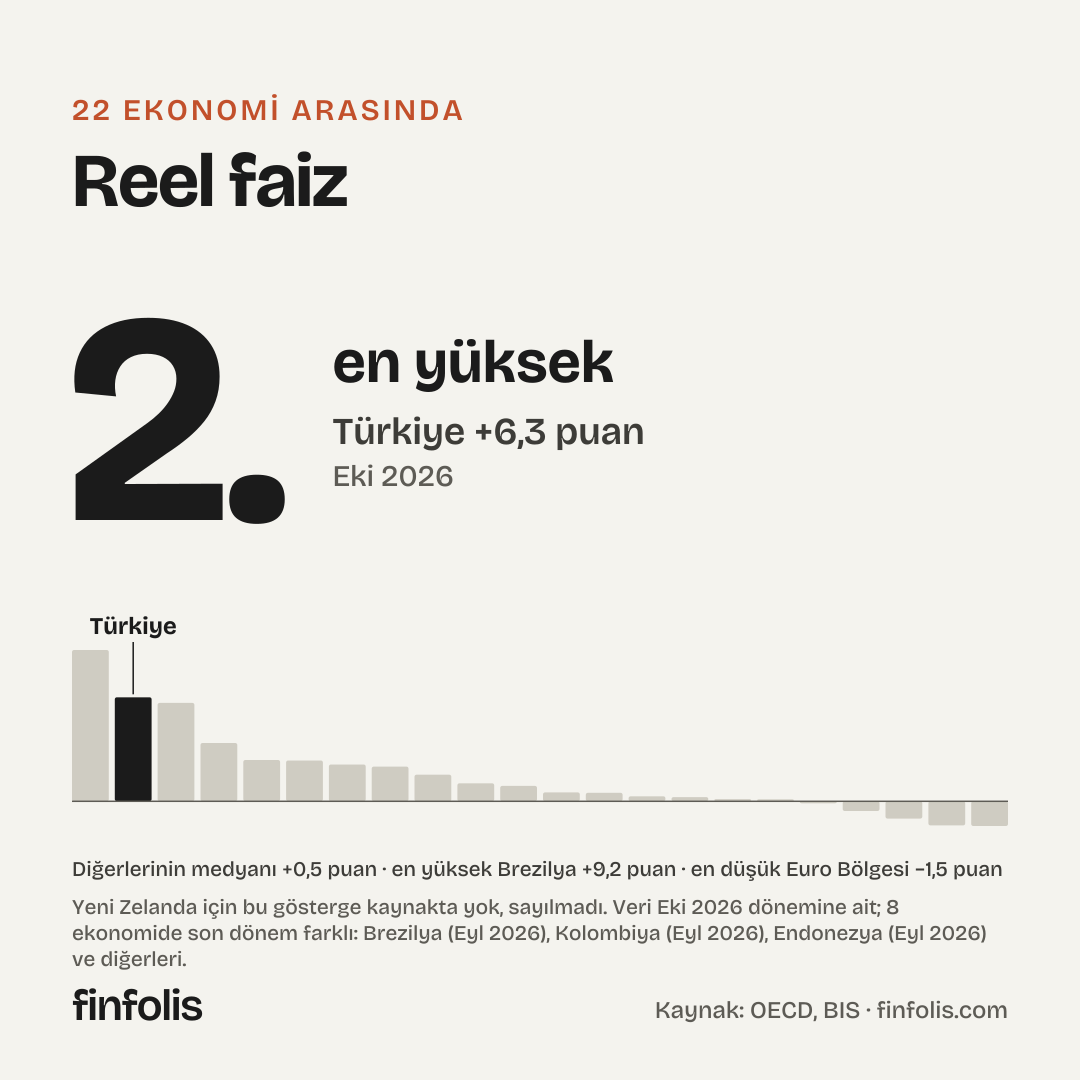 22 EKONOMİ ARASINDA
Reel faiz
2.
en yüksek
Türkiye +6,3 puan
Eki 2026
Türkiye
Diğerlerinin medyanı +0,5 puan · en yüksek Brezilya +9,2 puan · en düşük Euro Bölgesi −1,5 puan
Yeni Zelanda için bu gösterge kaynakta yok, sayılmadı. Veri Eki 2026 dönemine ait; 8
ekonomide son dönem farklı: Brezilya (Eyl 2026), Kolombiya (Eyl 2026), Endonezya (Eyl 2026)
ve diğerleri.
finfolis
Kaynak: OECD, BIS · finfolis.com